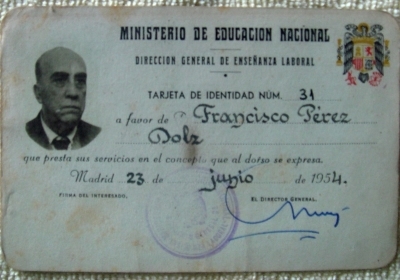 MINISTERIO DE EDUCACION NACIONAL
DIRECCION GENERAL DE ENSEÑANZA LABORAL
TARJETA DE IDENTIDAD NÚM. 31
a favor de Francisco Pérez
Dolz
que presta sus servicios en el concepto que al dorso se expresa.
Madrid 23 de junio de 1954.
FIRMA DEL INTERESADO, EL DIRECTOR GENERAL,